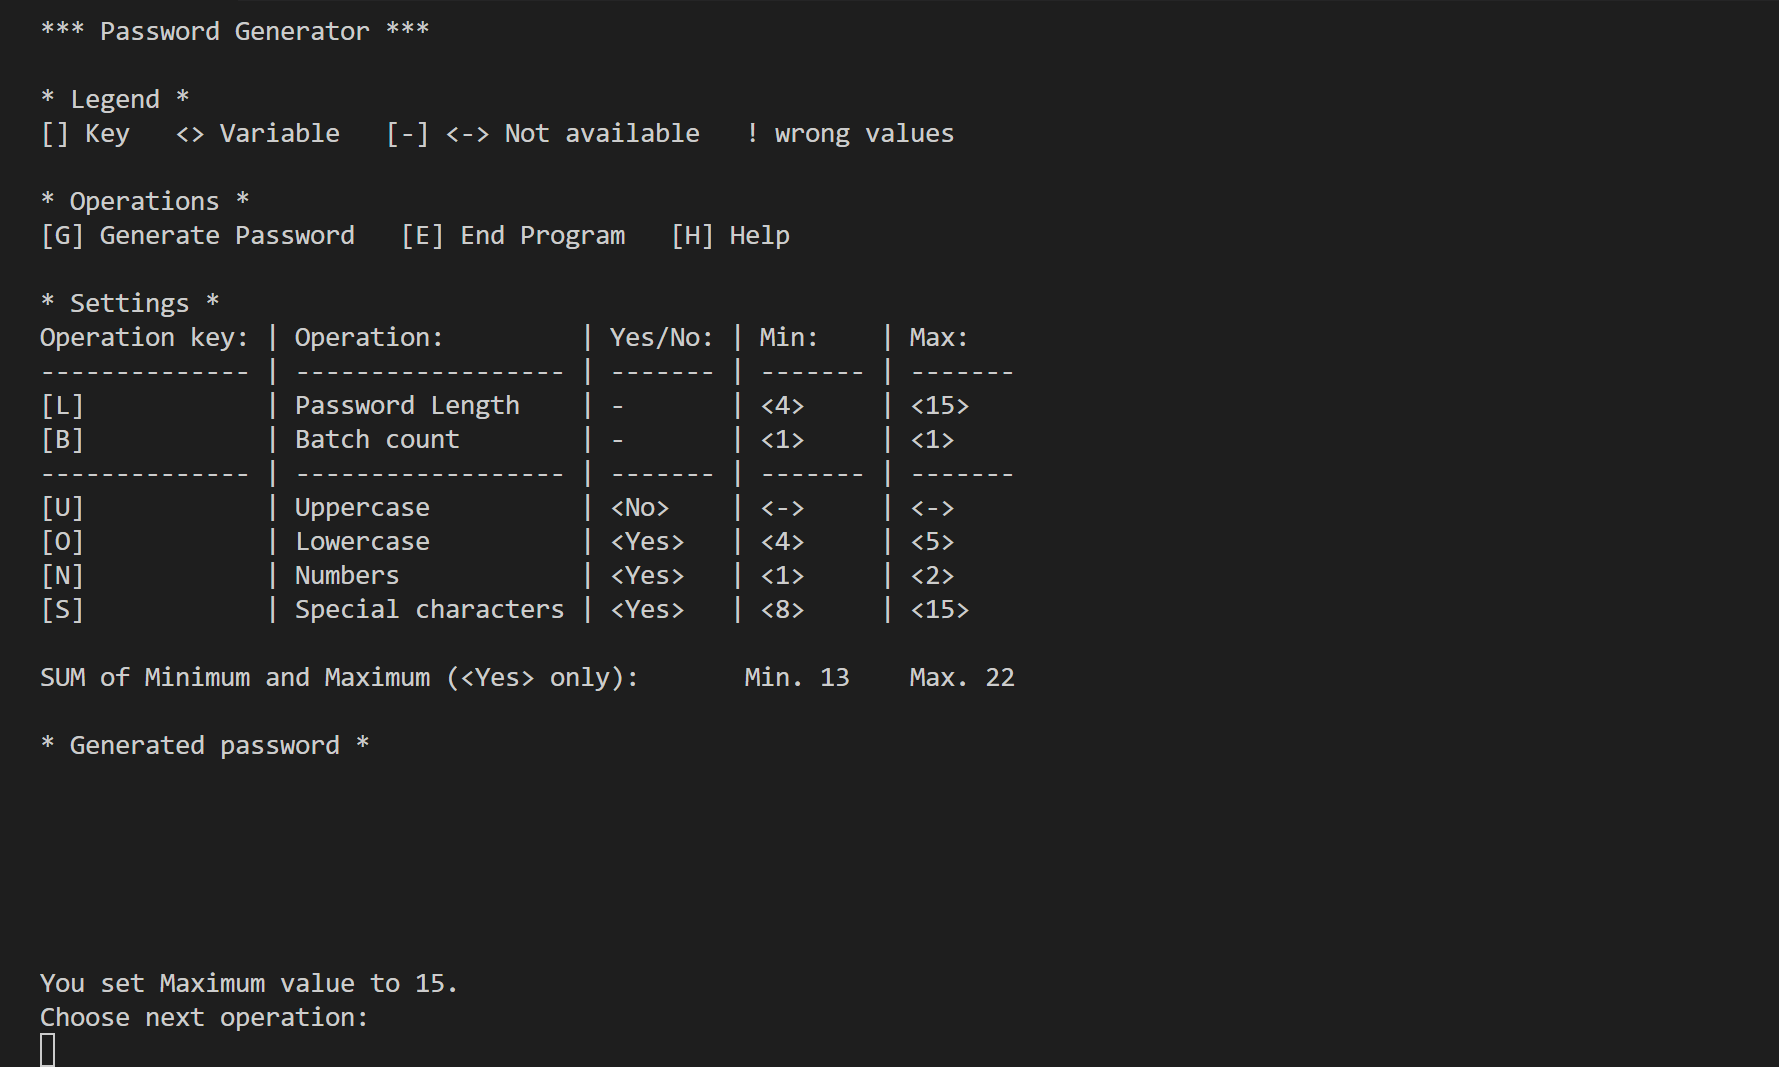 *** Password Generator ***
* Legend *
[] Key   <> Variable   [-] <-> Not available   ! wrong values
* Operations *
[G] Generate Password   [E] End Program   [H] Help
* Settings *
Operation key: | Operation:         | Yes/No: | Min:    | Max:
-------------- | ------------------ | ------- | ------- | -------
[L]            | Password Length    | -       | <4>     | <15>
[B]            | Batch count        | -       | <1>     | <1>
-------------- | ------------------ | ------- | ------- | -------
[U]            | Uppercase          | <No>    | <->     | <->
[O]            | Lowercase          | <Yes>   | <4>     | <5>
[N]            | Numbers            | <Yes>   | <1>     | <2>
[S]            | Special characters | <Yes>   | <8>     | <15>
SUM of Minimum and Maximum (<Yes> only):       Min. 13    Max. 22
* Generated password *
You set Maximum value to 15.
Choose next operation: